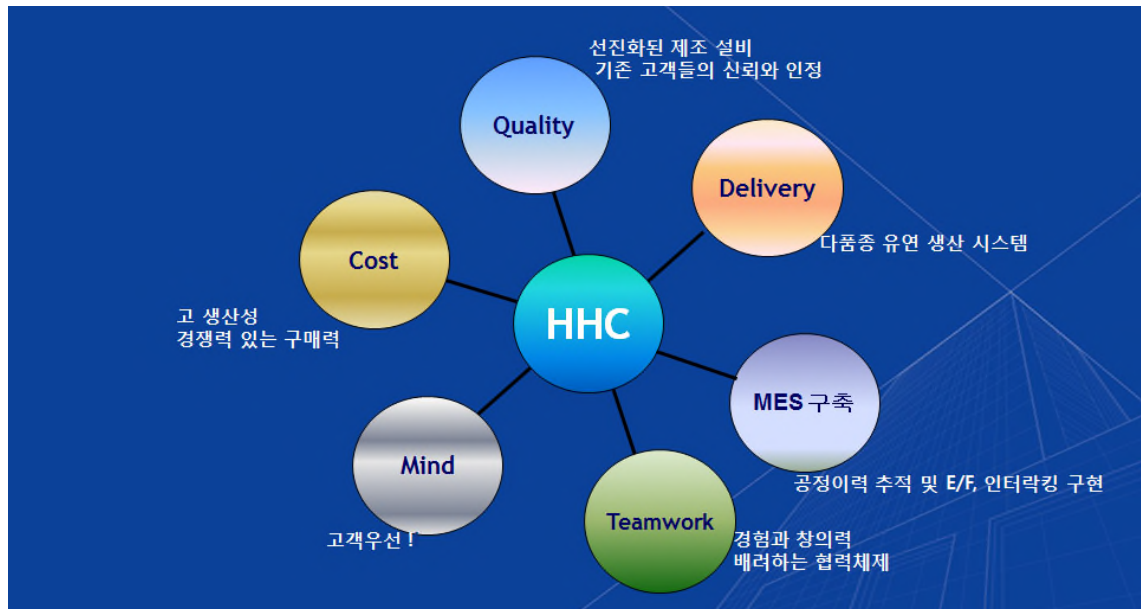 선진화된 제조 설비
기존 고객들의 신뢰와 인정
Quality
Delivery
다품종 유연 생산 시스템
Cost
고 생산성
경쟁력 있는 구매력
HHC
MES 구축
공정이력 추적 및 E/F, 인터락킹 구현
Mind
고객우선 !
Teamwork
경험과 창의력
배려하는 협력체제